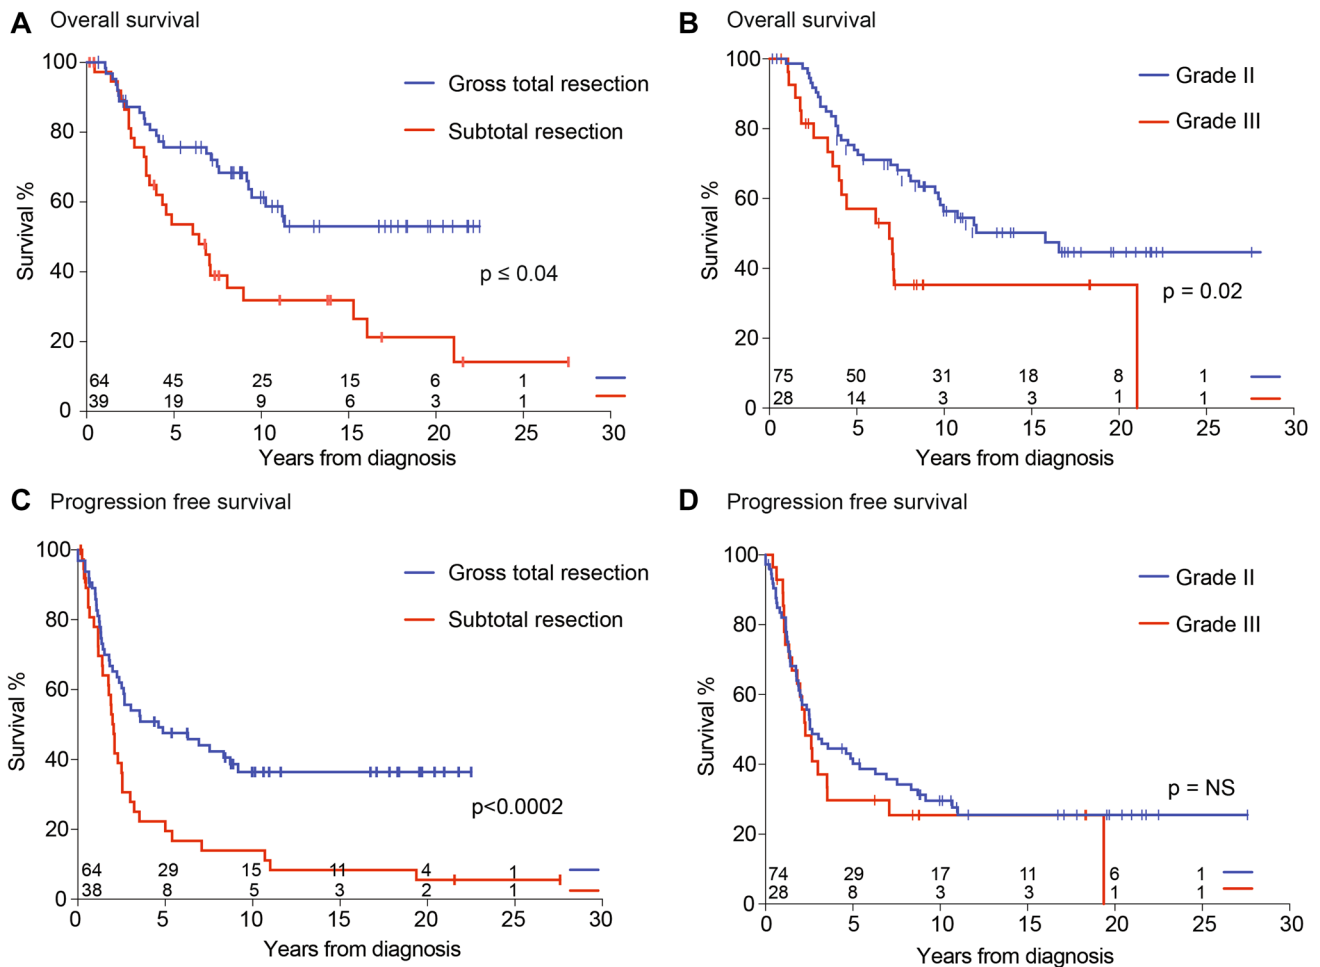 A Overall survival
100
80
60
40
20
0
Survival %
Gross total resection
Subtotal resection
p ≤ 0.04
64 45 25 15 6 1
39 19 9 6 3 1
0 5 10 15 20 25 30
Years from diagnosis
B Overall survival
100
80
60
40
20
0
Survival %
Grade II
Grade III
p = 0.02
75 50 31 18 8 1
28 14 3 3 1 1
0 5 10 15 20 25 30
Years from diagnosis
C Progression free survival
100
80
60
40
20
0
Survival %
Gross total resection
Subtotal resection
p<0.0002
64 29 15 11 4 1
38 8 5 3 2 1
0 5 10 15 20 25 30
Years from diagnosis
D Progression free survival
100
80
60
40
20
0
Survival %
Grade II
Grade III
p = NS
74 29 17 11 6 1
28 8 3 3 1 1
0 5 10 15 20 25 30
Years from diagnosis